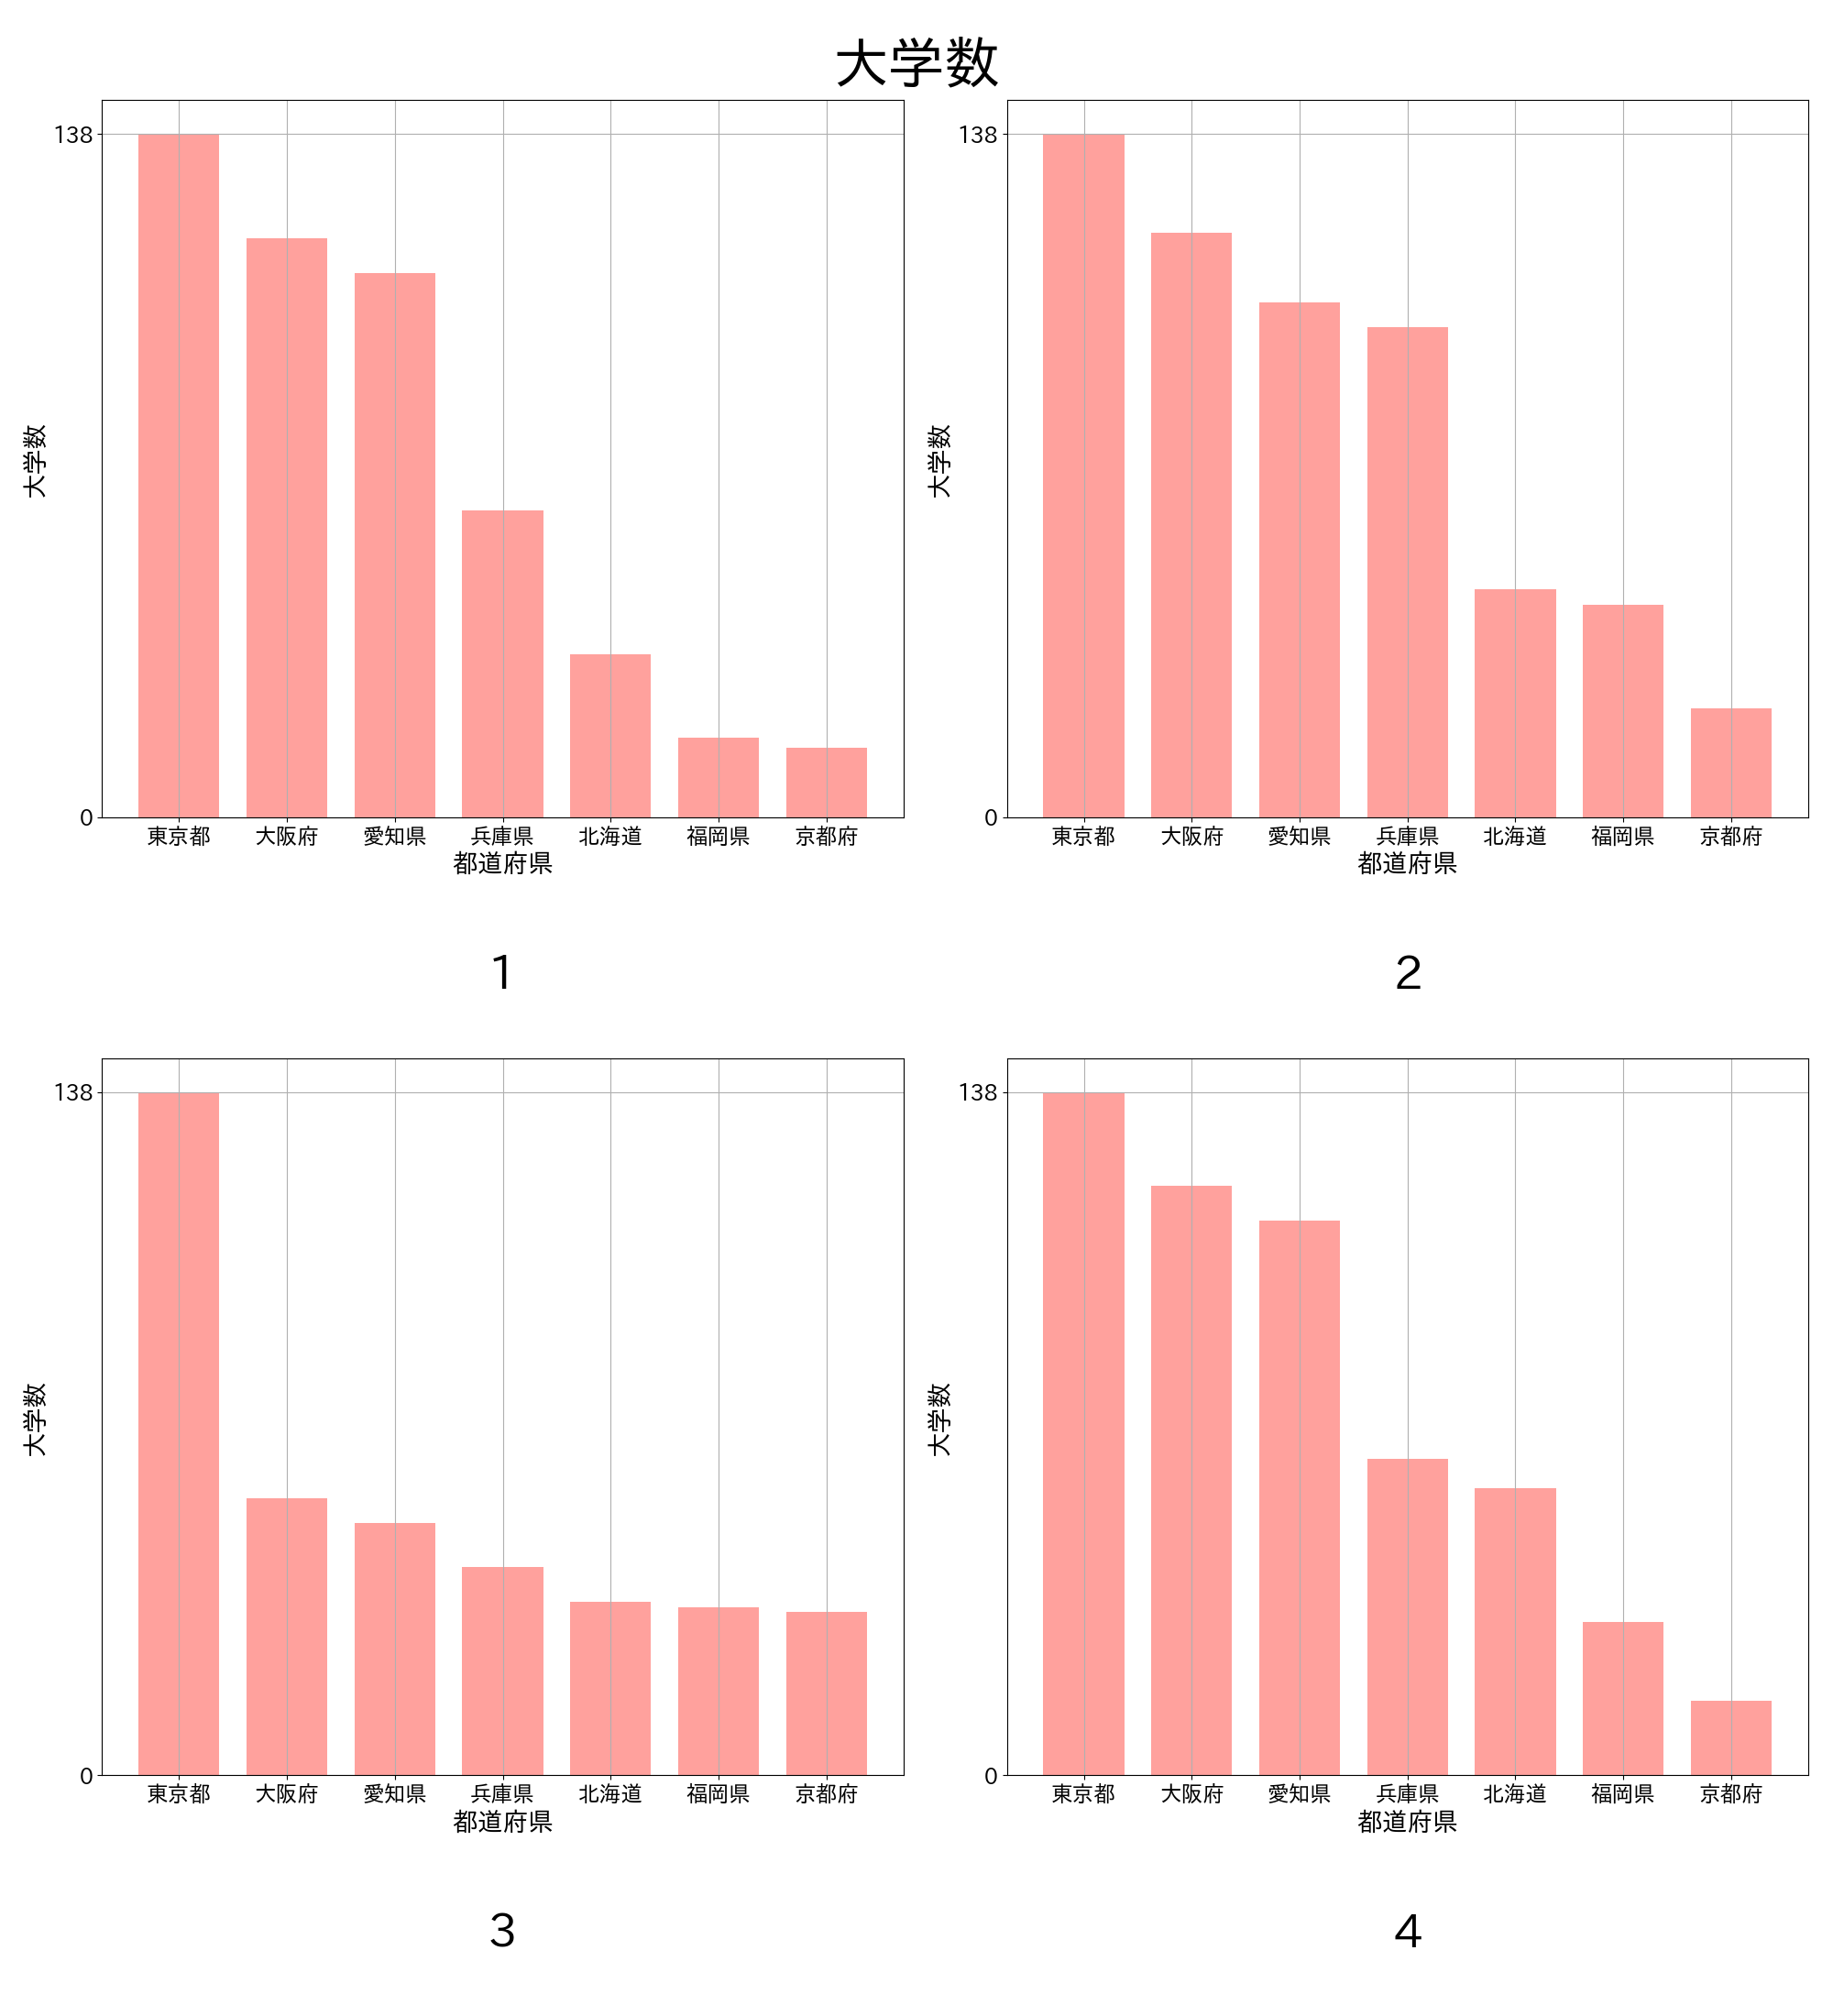 大学数
138
0
大学数
東京都 大阪府 愛知県 兵庫県 北海道 福岡県 京都府
都道府県
1
138
0
大学数
東京都 大阪府 愛知県 兵庫県 北海道 福岡県 京都府
都道府県
2
138
0
大学数
東京都 大阪府 愛知県 兵庫県 北海道 福岡県 京都府
都道府県
3
138
0
大学数
東京都 大阪府 愛知県 兵庫県 北海道 福岡県 京都府
都道府県
4